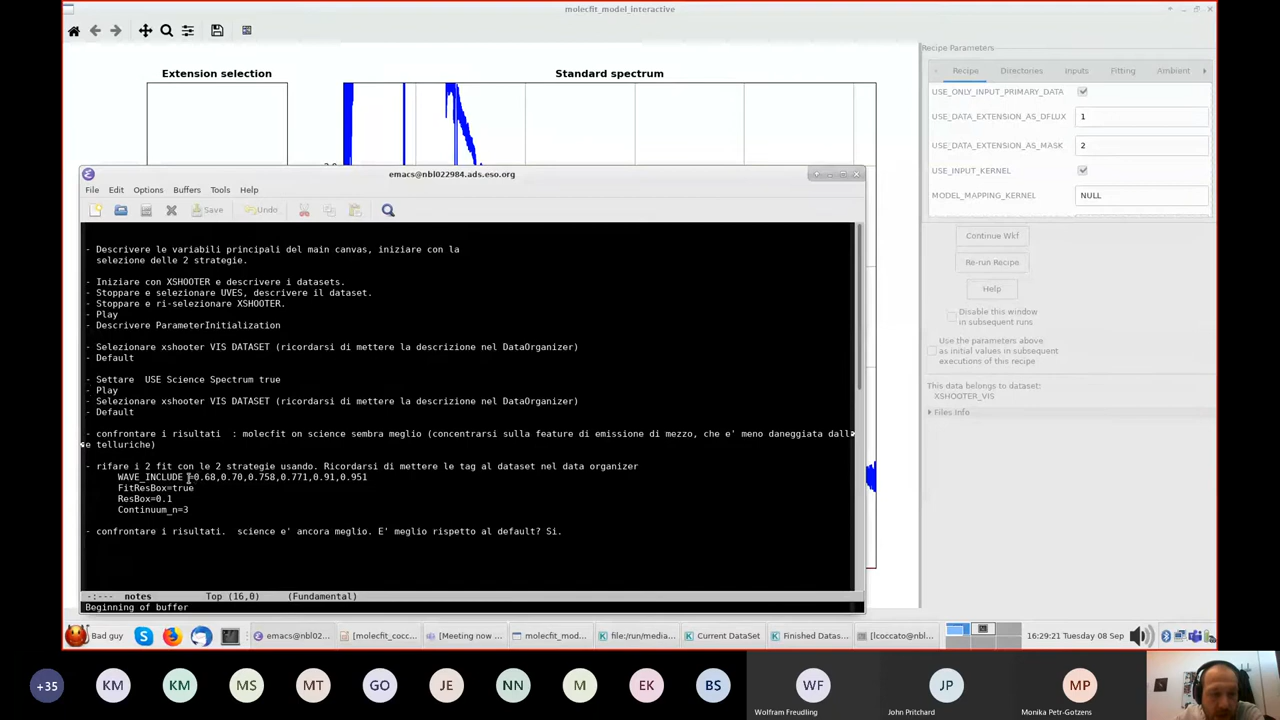 molecfit_model_interactive
Extension selection
Standard spectrum
Recipe Parameters
Recipe
Directories
Inputs
Fitting
Ambient
USE_ONLY_INPUT_PRIMARY_DATA
USE_DATA_EXTENSION_AS_DFLUX
1
USE_DATA_EXTENSION_AS_MASK
2
USE_INPUT_KERNEL
MODEL_MAPPING_KERNEL
NULL
Continue Wkf
Re-run Recipe
Help
Disable this window
in subsequent runs
Use the parameters above
as initial values in subsequent
executions of this recipe
This data belongs to dataset:
XSHOOTER_VIS
Files Info
emacs@nbl022984.ads.eso.org
File Edit Options Buffers Tools Help
Save
Undo
- Descrivere le variabili principali del main canvas, iniziare con la
selezione delle 2 strategie.
- Iniziare con XSHOOTER e descrivere i datasets.
- Stoppare e selezionare UVES, descrivere il dataset.
- Stoppare e ri-selezionare XSHOOTER.
- Play
- Descrivere ParameterInitialization
- Selezionare xshooter VIS DATASET (ricordarsi di mettere la descrizione nel DataOrganizer)
- Default
- Settare  USE Science Spectrum true
- Play
- Selezionare xshooter VIS DATASET (ricordarsi di mettere la descrizione nel DataOrganizer)
- Default
- confrontare i risultati  : molecfit on science sembra meglio (concentrarsi sulla feature di emissione di mezzo, che e' meno daneggiata dall
e telluriche)
- rifare i 2 fit con le 2 strategie usando. Ricordarsi di mettere le tag al dataset nel data organizer
WAVE_INCLUDE =0.68,0.70,0.758,0.771,0.91,0.951
FitResBox=true
ResBox=0.1
Continuum_n=3
- confrontare i risultati.  science e' ancora meglio. E' meglio rispetto al default? Si.
-:---  notes  Top (16,0)  (Fundamental)
Beginning of buffer
Bad guy
emacs@nbl02...
[molecfit_cocc...
[Meeting now ...
molecfit_mod...
file:/run/media...
Current DataSet
Finished Datas...
[lcoccato@nbl...
16:29:21 Tuesday 08 Sep
+35
KM
KM
MS
MT
GO
JE
NN
M
EK
BS
WF
JP
MP
Wolfram Freudling
John Pritchard
Monika Petr-Gotzens